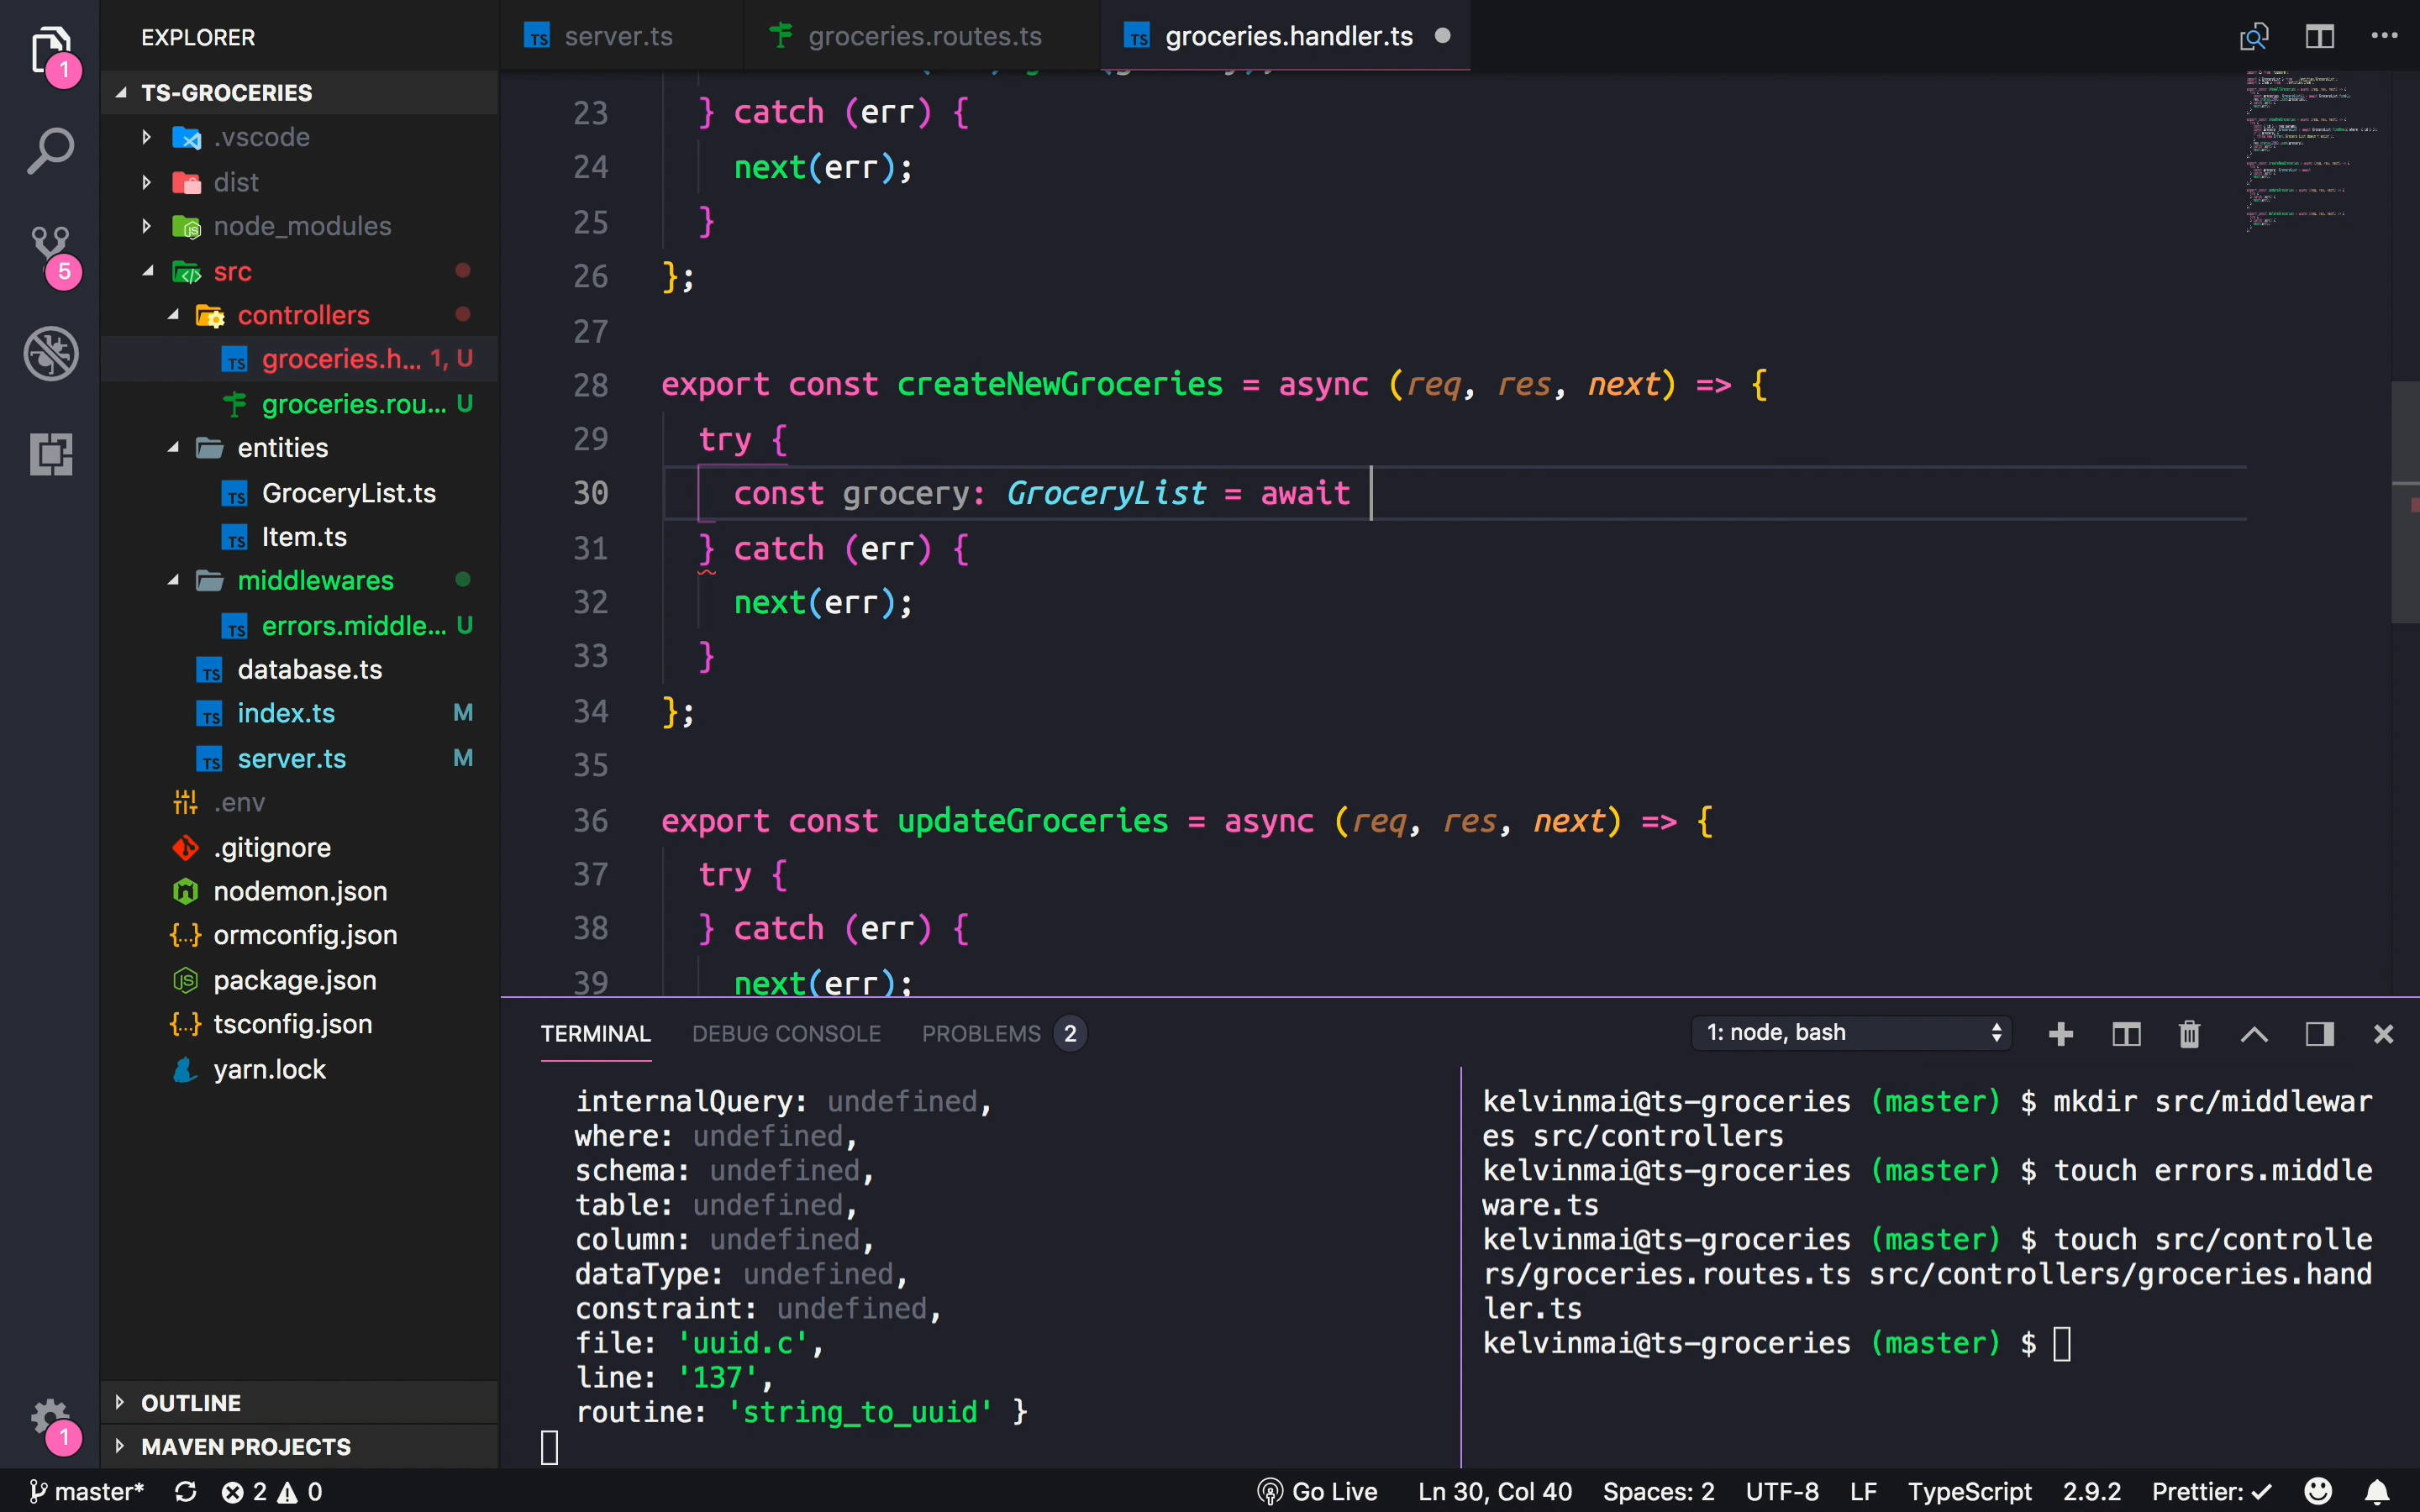 EXPLORER
TS-GROCERIES
.vscode
dist
node_modules
src
controllers
groceries.h... 1, U
groceries.rou... U
entities
GroceryList.ts
Item.ts
middlewares
errors.middle... U
database.ts
index.ts M
server.ts M
.env
.gitignore
nodemon.json
ormconfig.json
package.json
tsconfig.json
yarn.lock
OUTLINE
MAVEN PROJECTS
1
5
1
server.ts groceries.routes.ts groceries.handler.ts
23 } catch (err) {
24 next(err);
25 }
26 };
27
28 export const createNewGroceries = async (req, res, next) => {
29 try {
30 const grocery: GroceryList = await
31 } catch (err) {
32 next(err);
33 }
34 };
35
36 export const updateGroceries = async (req, res, next) => {
37 try {
38 } catch (err) {
39 next(err);
TERMINAL DEBUG CONSOLE PROBLEMS 2 1: node, bash
internalQuery: undefined,
where: undefined,
schema: undefined,
table: undefined,
column: undefined,
dataType: undefined,
constraint: undefined,
file: 'uuid.c',
line: '137',
routine: 'string_to_uuid' }
kelvinmai@ts-groceries (master) $ mkdir src/middlewar
es src/controllers
kelvinmai@ts-groceries (master) $ touch errors.middle
ware.ts
kelvinmai@ts-groceries (master) $ touch src/controlle
rs/groceries.routes.ts src/controllers/groceries.hand
ler.ts
kelvinmai@ts-groceries (master) $
master* 2 0 Go Live Ln 30, Col 40 Spaces: 2 UTF-8 LF TypeScript 2.9.2 Prettier: ✓